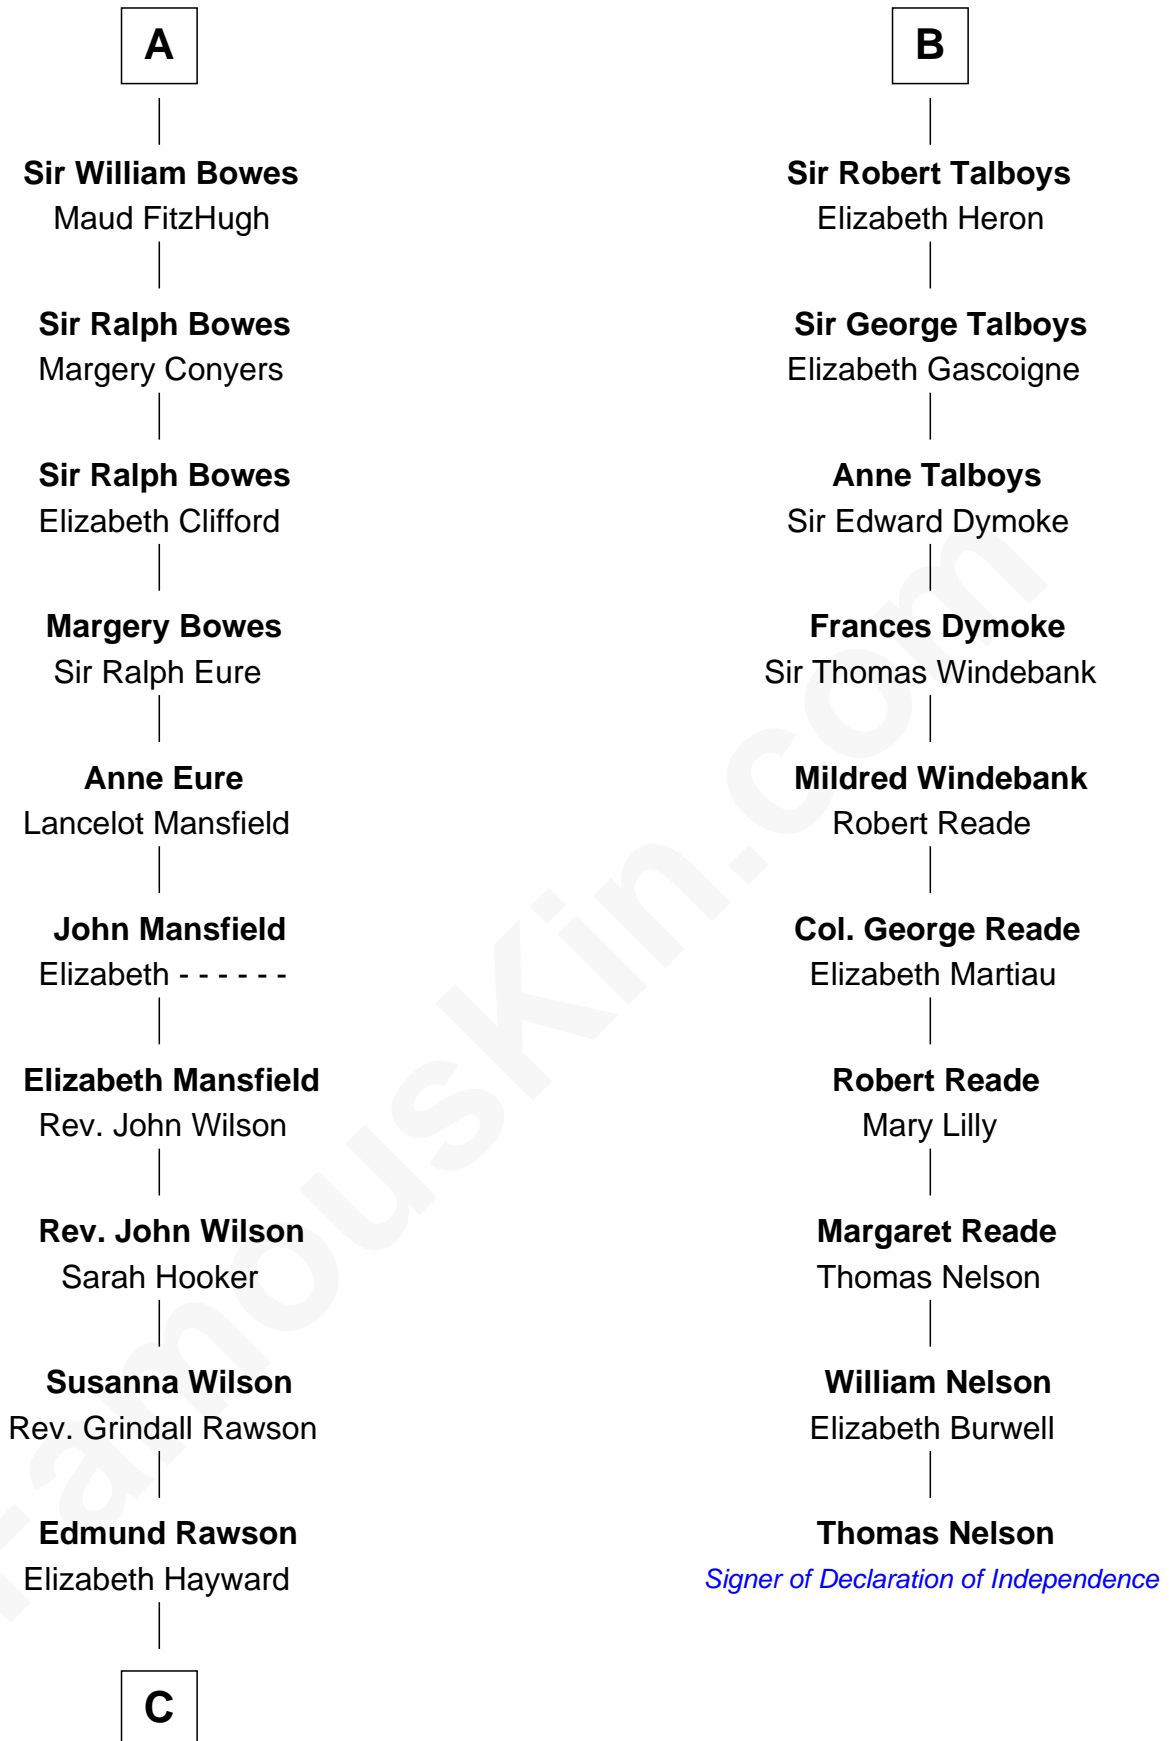 A
Sir William Bowes
Maud FitzHugh
Sir Ralph Bowes
Margery Conyers
Sir Ralph Bowes
Elizabeth Clifford
Margery Bowes
Sir Ralph Eure
Anne Eure
Lancelot Mansfield
John Mansfield
Elizabeth - - - - - -
Elizabeth Mansfield
Rev. John Wilson
Rev. John Wilson
Sarah Hooker
Susanna Wilson
Rev. Grindall Rawson
Edmund Rawson
Elizabeth Hayward
C
B
Sir Robert Talboys
Elizabeth Heron
Sir George Talboys
Elizabeth Gascoigne
Anne Talboys
Sir Edward Dymoke
Frances Dymoke
Sir Thomas Windebank
Mildred Windebank
Robert Reade
Col. George Reade
Elizabeth Martiau
Robert Reade
Mary Lilly
Margaret Reade
Thomas Nelson
William Nelson
Elizabeth Burwell
Thomas Nelson
Signer of Declaration of Independence
FamousKin.com